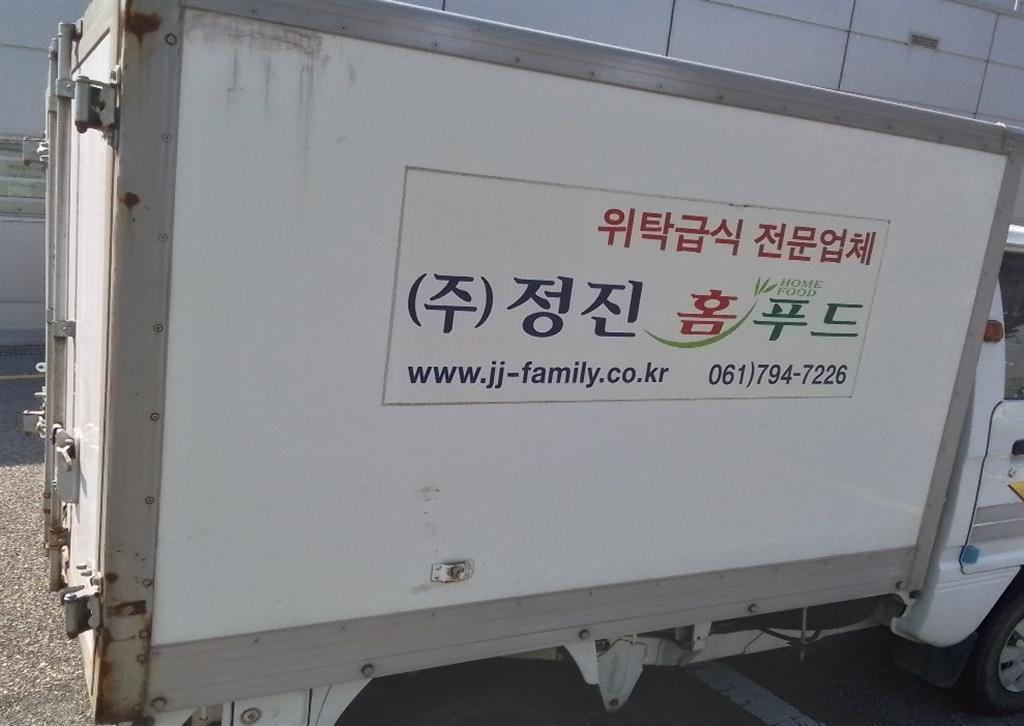 위탁급식 전문업체
(주)정진 홈푸드
HOME
FOOD
www.jj-family.co.kr 061)794-7226